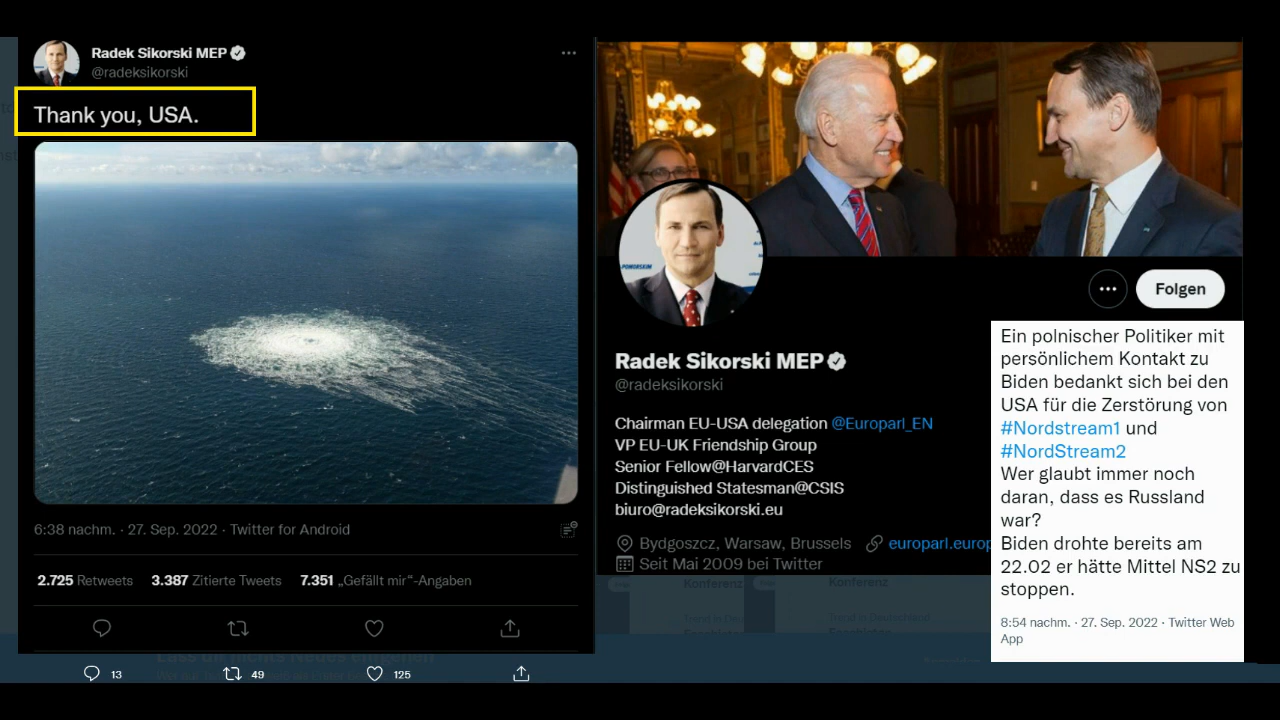 Radek Sikorski MEP
@radeksikorski
Thank you, USA.
6:38 nachm. · 27. Sep. 2022 · Twitter for Android
2.725 Retweets 3.387 Zitierte Tweets 7.351 „Gefällt mir“-Angaben
13 49 125
Folgen
Radek Sikorski MEP
@radeksikorski
Chairman EU-USA delegation @Europarl_EN
VP EU-UK Friendship Group
Senior Fellow@HarvardCES
Distinguished Statesman@CSIS
biuro@radeksikorski.eu
Bydgoszcz, Warsaw, Brussels europarl.europ
Seit Mai 2009 bei Twitter
Konferenz Konferenz
Ein polnischer Politiker mit
persönlichem Kontakt zu
Biden bedankt sich bei den
USA für die Zerstörung von
#Nordstream1 und
#NordStream2
Wer glaubt immer noch
daran, dass es Russland
war?
Biden drohte bereits am
22.02 er hätte Mittel NS2 zu
stoppen.
8:54 nachm. · 27. Sep. 2022 · Twitter Web
App